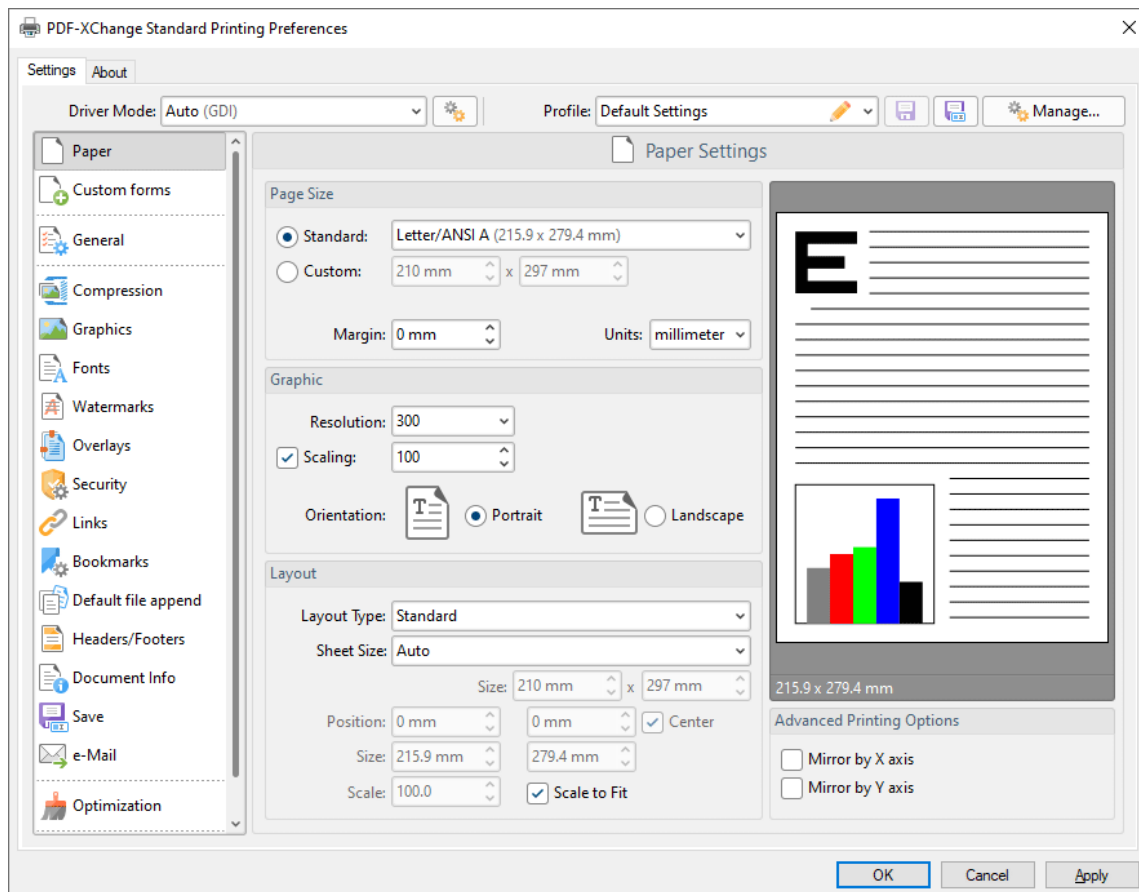 PDF-XChange Standard Printing Preferences
Settings About
Driver Mode: Auto (GDI) Profile: Default Settings Manage...
Paper
Custom forms
General
Compression
Graphics
Fonts
Watermarks
Overlays
Security
Links
Bookmarks
Default file append
Headers/Footers
Document Info
Save
e-Mail
Optimization
Paper Settings
Page Size
Standard: Letter/ANSI A (215.9 x 279.4 mm)
Custom: 210 mm x 297 mm
Margin: 0 mm Units: millimeter
Graphic
Resolution: 300
Scaling: 100
Orientation: T Portrait T Landscape
Layout
Layout Type: Standard
Sheet Size: Auto
Size: 210 mm x 297 mm
Position: 0 mm 0 mm Center
Size: 215.9 mm 279.4 mm
Scale: 100.0 Scale to Fit
E
215.9 x 279.4 mm
Advanced Printing Options
Mirror by X axis
Mirror by Y axis
OK Cancel Apply